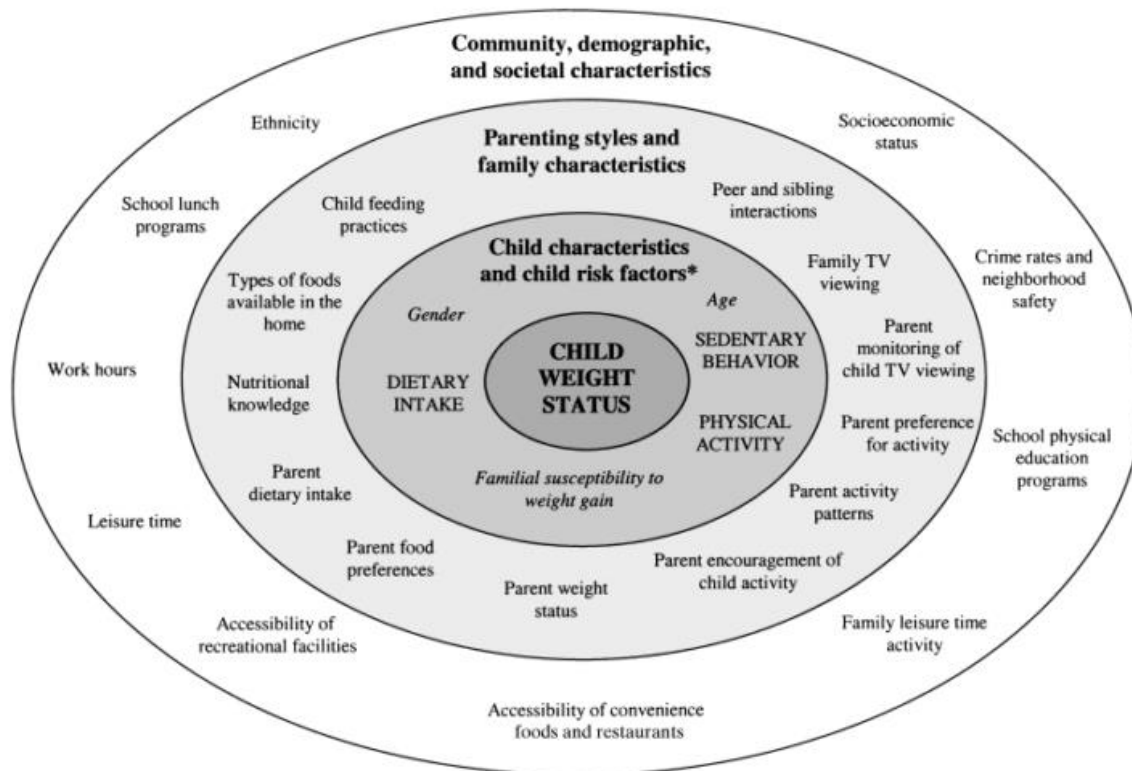 Community, demographic,
and societal characteristics
Ethnicity
Socioeconomic
status
Parenting styles and
family characteristics
School lunch
programs
Child feeding
practices
Peer and sibling
interactions
Child characteristics
and child risk factors*
Family TV
viewing
Crime rates and
neighborhood
safety
Types of foods
available in the
home
Gender
Age
Work hours
Nutritional
knowledge
DIETARY
INTAKE
CHILD
WEIGHT
STATUS
SEDENTARY
BEHAVIOR
Parent
monitoring of
child TV viewing
PHYSICAL
ACTIVITY
Parent preference
for activity
School physical
education
programs
Parent
dietary intake
Familial susceptibility to
weight gain
Parent activity
patterns
Leisure time
Parent food
preferences
Parent weight
status
Parent encouragement of
child activity
Accessibility of
recreational facilities
Family leisure time
activity
Accessibility of convenience
foods and restaurants